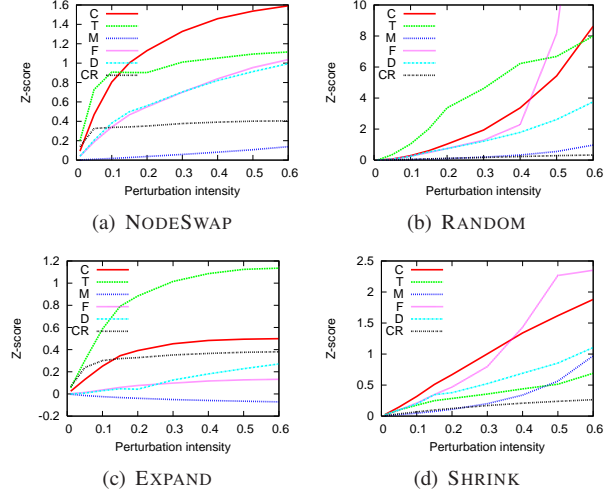 1.6
1.4
1.2
1
0.8
0.6
0.4
0.2
0
Z-score
C
T
M
F
D
CR
0 0.1 0.2 0.3 0.4 0.5 0.6
Perturbation intensity
(a) NODESWAP
10
8
6
4
2
0
Z-score
C
T
M
F
D
CR
0 0.1 0.2 0.3 0.4 0.5 0.6
Perturbation intensity
(b) RANDOM
1.2
1
0.8
0.6
0.4
0.2
0
-0.2
Z-score
C
T
M
F
D
CR
0 0.1 0.2 0.3 0.4 0.5 0.6
Perturbation intensity
(c) EXPAND
2.5
2
1.5
1
0.5
0
Z-score
C
T
M
F
D
CR
0 0.1 0.2 0.3 0.4 0.5 0.6
Perturbation intensity
(d) SHRINK